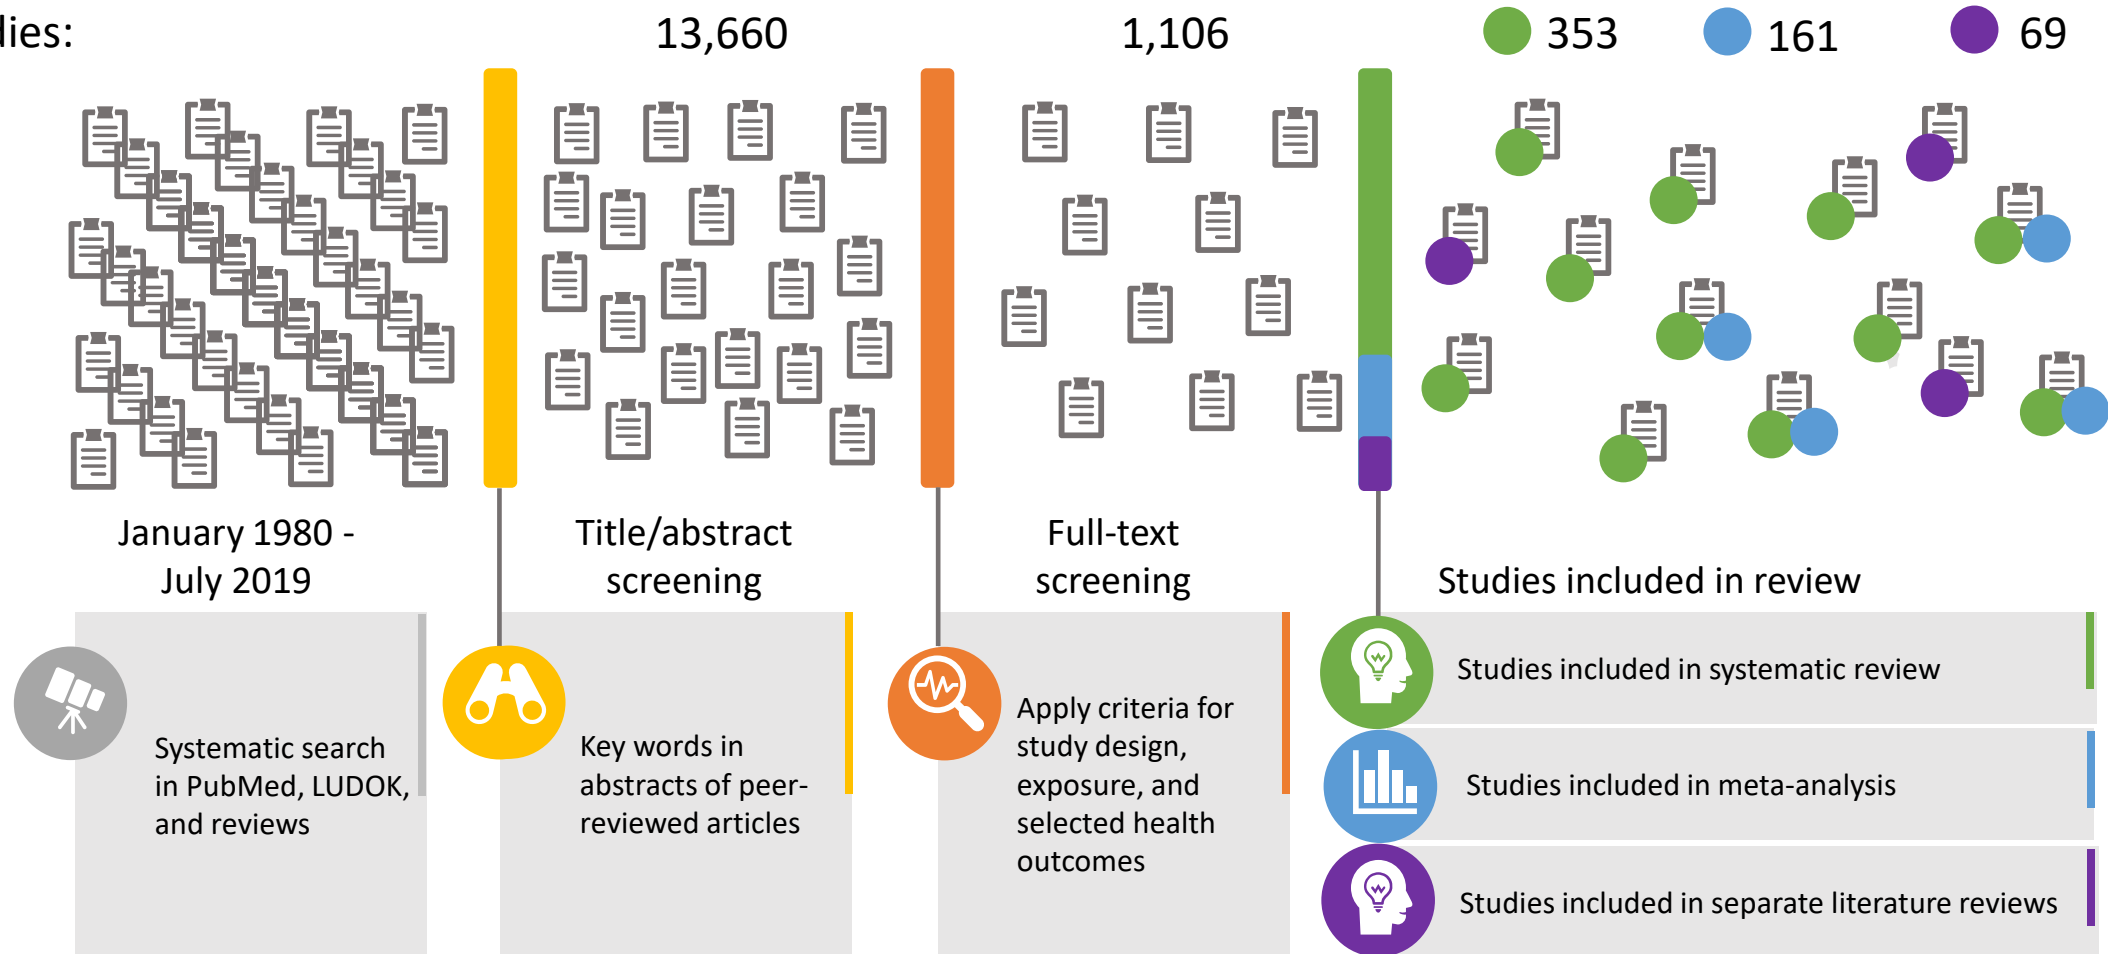 dies:
13,660
1,106
353
161
69
January 1980 -
July 2019
Title/abstract
screening
Full-text
screening
Studies included in review
Systematic search
in PubMed, LUDOK,
and reviews
Key words in
abstracts of peer-
reviewed articles
Apply criteria for
study design,
exposure, and
selected health
outcomes
Studies included in systematic review
Studies included in meta-analysis
Studies included in separate literature reviews